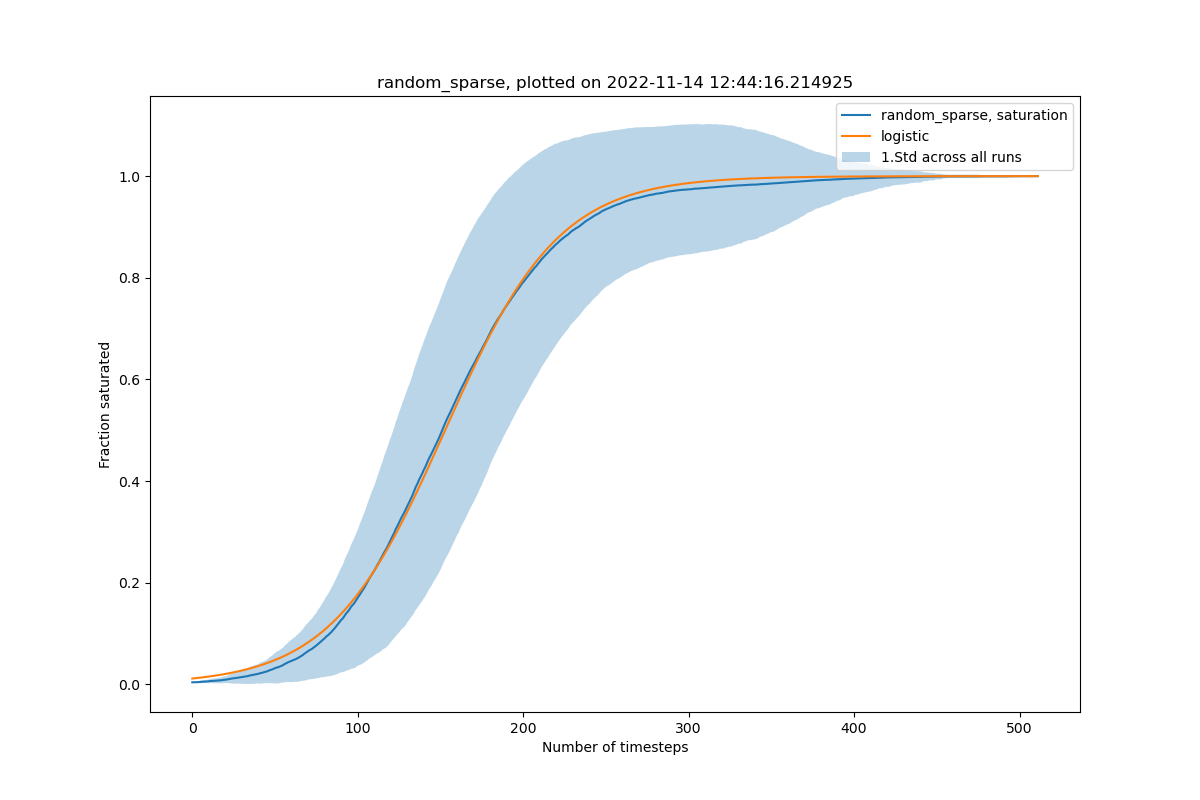 random_sparse, plotted on 2022-11-14 12:44:16.214925
random_sparse, saturation
logistic
1.Std across all runs
1.0
0.8
0.6
0.4
0.2
0.0
Fraction saturated
0 100 200 300 400 500
Number of timesteps